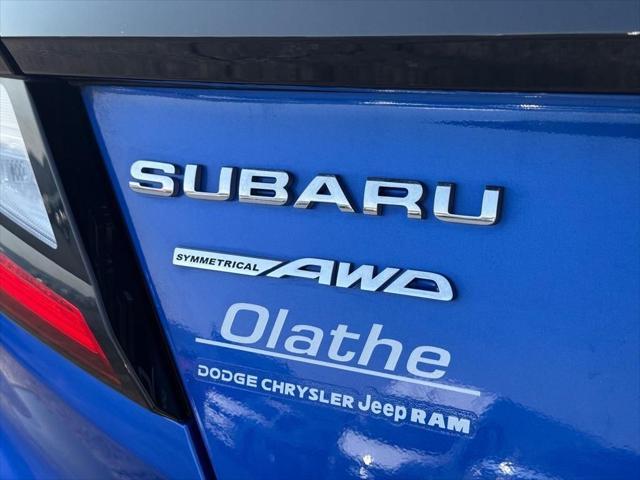 SUBARU
SYMMETRICAL AWD
Olathe
DODGE CHRYSLER Jeep RAM